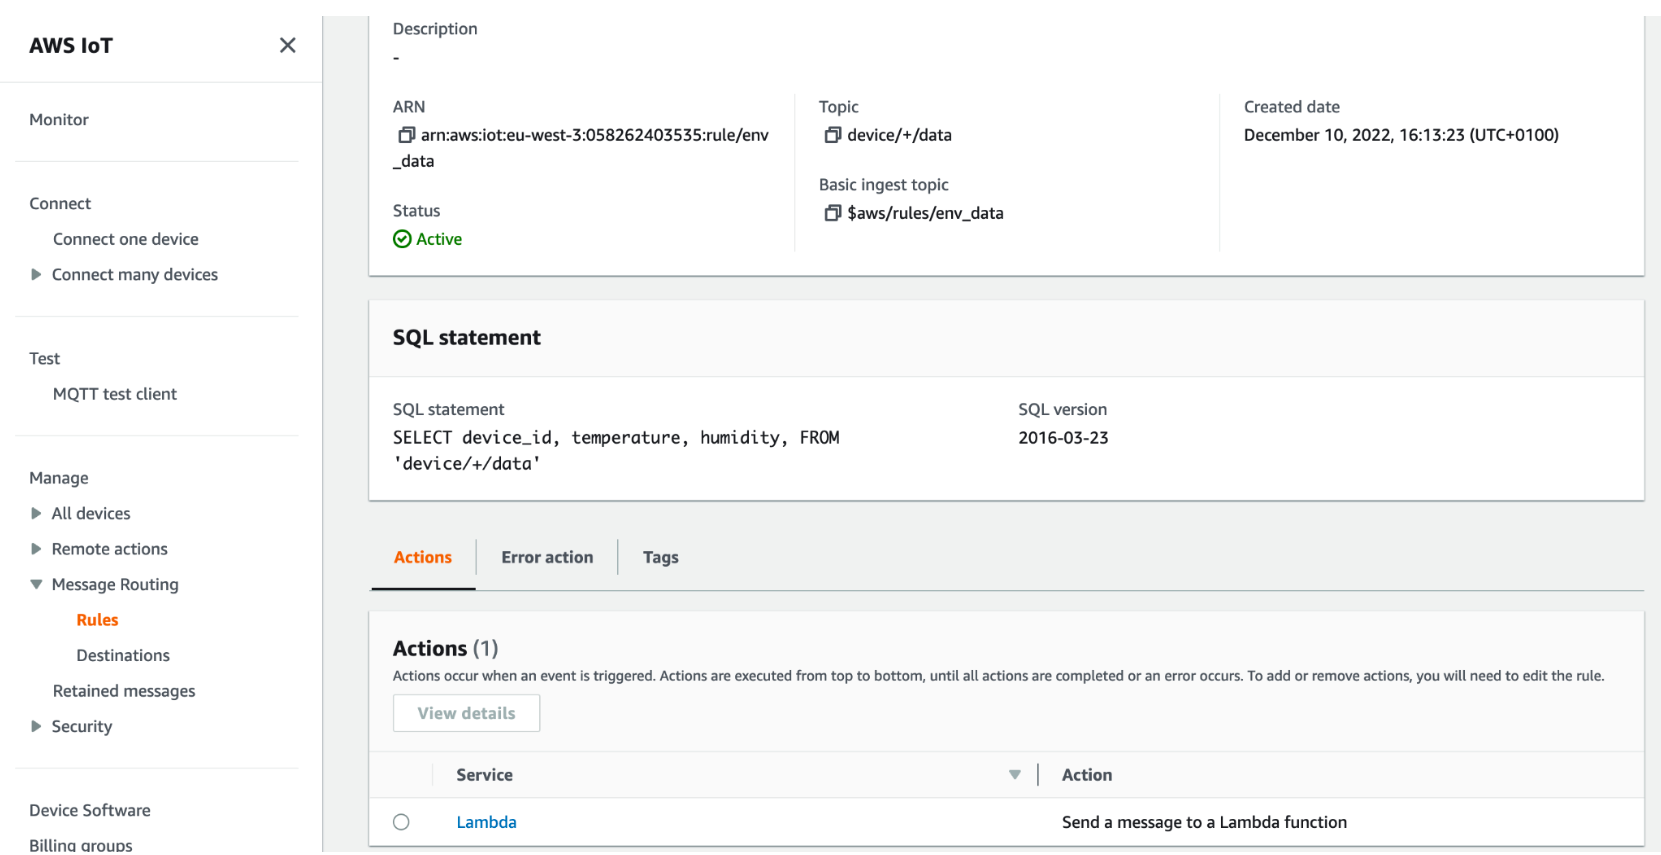 AWS IoT
Monitor
Connect
Connect one device
Connect many devices
Test
MQTT test client
Manage
All devices
Remote actions
Message Routing
Rules
Destinations
Retained messages
Security
Device Software
Billing groups
Description
-
ARN
arn:aws:iot:eu-west-3:058262403535:rule/env
_data
Status
Active
Topic
device/+/data
Basic ingest topic
$aws/rules/env_data
Created date
December 10, 2022, 16:13:23 (UTC+0100)
SQL statement
SQL statement
SELECT device_id, temperature, humidity, FROM
'device/+/data'
SQL version
2016-03-23
Actions
Error action
Tags
Actions (1)
Actions occur when an event is triggered. Actions are executed from top to bottom, until all actions are completed or an error occurs. To add or remove actions, you will need to edit the rule.
View details
Service
Action
Lambda
Send a message to a Lambda function